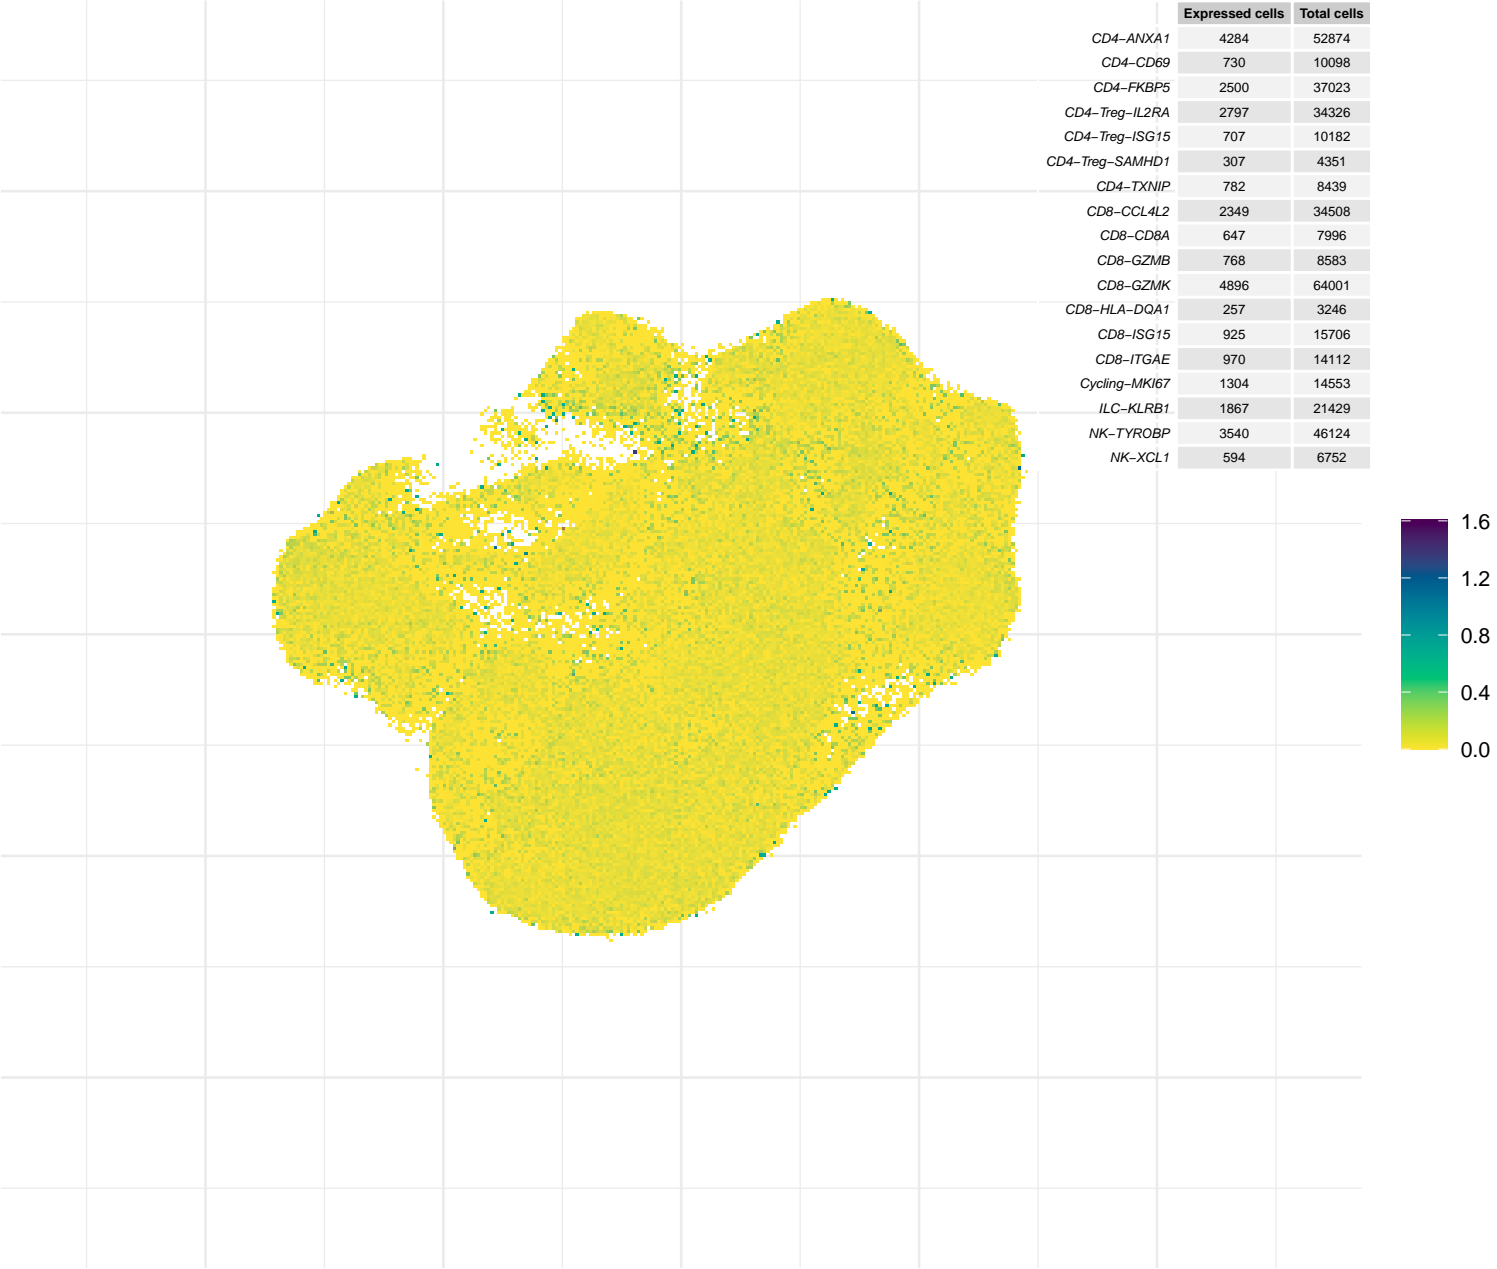 Expressed cells Total cells
CD4−ANXA1 4284 52874
CD4−CD69 730 10098
CD4−FKBP5 2500 37023
CD4−Treg−IL2RA 2797 34326
CD4−Treg−ISG15 707 10182
CD4−Treg−SAMHD1 307 4351
CD4−TXNIP 782 8439
CD8−CCL4L2 2349 34508
CD8−CD8A 647 7996
CD8−GZMB 768 8583
CD8−GZMK 4896 64001
CD8−HLA−DQA1 257 3246
CD8−ISG15 925 15706
CD8−ITGAE 970 14112
Cycling−MKI67 1304 14553
ILC−KLRB1 1867 21429
NK−TYROBP 3540 46124
NK−XCL1 594 6752
1.6
1.2
0.8
0.4
0.0